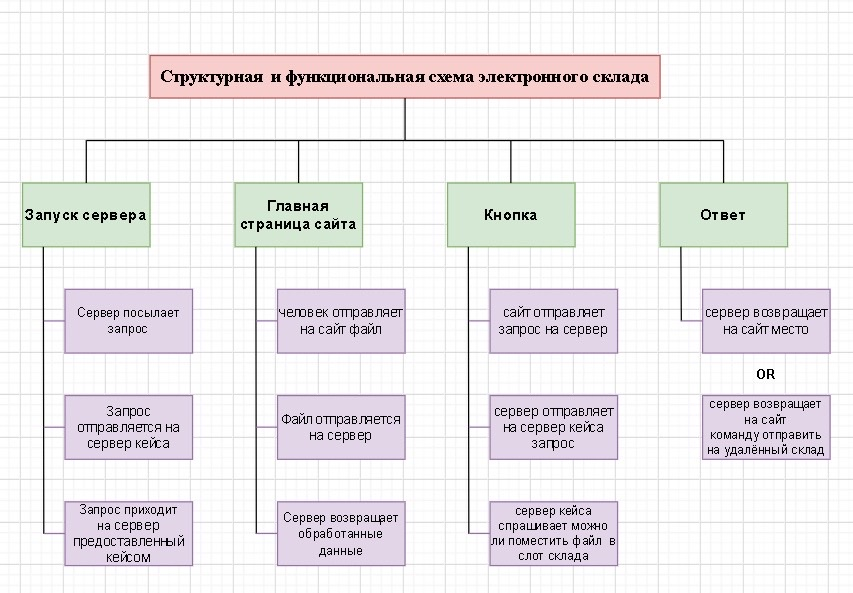 Структурная и функциональная схема электронного склада
Запуск сервера
Сервер посылает
запрос
Запрос
отправляется на
сервер кейса
Запрос приходит
на сервер
предоставленный
кейсом
Главная
страница сайта
человек отправляет
на сайт файл
Файл отправляется
на сервер
Сервер возвращает
обработанные
данные
Кнопка
сайт отправляет
запрос на сервер
сервер отправляет
на сервер кейса
запрос
сервер кейса
спрашивает можно
ли поместить файл в
слот склада
Ответ
сервер возвращает
на сайт место
OR
сервер возвращает
на сайт
команду отправить
на удалённый склад